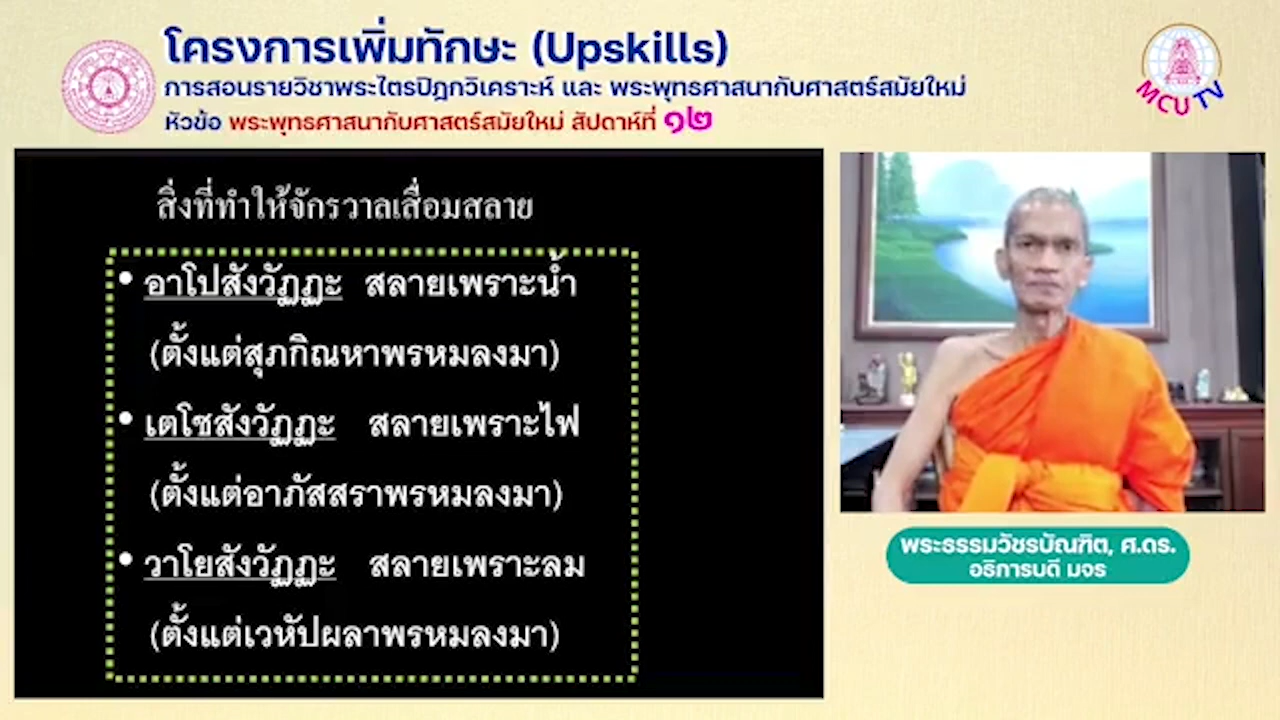 โครงการเพิ่มทักษะ (Upskills)
การสอนรายวิชาพระไตรปิฎกวิเคราะห์ และ พระพุทธศาสนากับศาสตร์สมัยใหม่
หัวข้อ พระพุทธศาสนากับศาสตร์สมัยใหม่ สัปดาห์ที่ ๑๒
MCU TV
สิ่งที่ทำให้จักรวาลเสื่อมสลาย
• อาโปสังวัฏฏะ สลายเพราะน้ำ
(ตั้งแต่สุภกิณหาพรหมลงมา)
• เตโชสังวัฏฏะ สลายเพราะไฟ
(ตั้งแต่อาภัสสราพรหมลงมา)
• วาโยสังวัฏฏะ สลายเพราะลม
(ตั้งแต่เวหัปผลาพรหมลงมา)
พระธรรมวัชรบัณฑิต, ศ.ดร.
อธิการบดี มจร